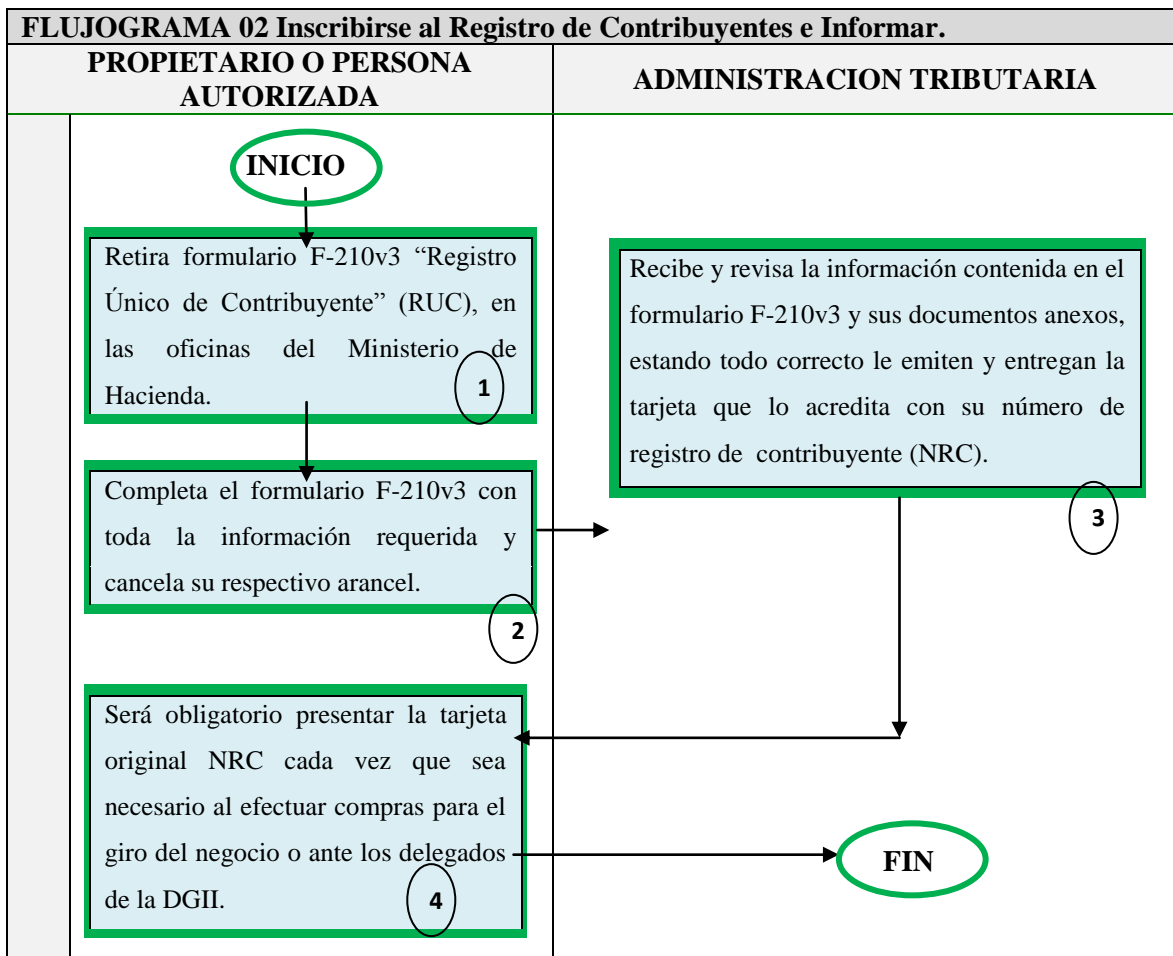 FLUJOGRAMA 02 Inscribirse al Registro de Contribuyentes e Informar.
PROPIETARIO O PERSONA
AUTORIZADA
ADMINISTRACION TRIBUTARIA
INICIO
Retira formulario F-210v3 “Registro
Único de Contribuyente” (RUC), en
las oficinas del Ministerio de
Hacienda.
1
Completa el formulario F-210v3 con
toda la información requerida y
cancela su respectivo arancel.
2
Recibe y revisa la información contenida en el
formulario F-210v3 y sus documentos anexos,
estando todo correcto le emiten y entregan la
tarjeta que lo acredita con su número de
registro de contribuyente (NRC).
3
Será obligatorio presentar la tarjeta
original NRC cada vez que sea
necesario al efectuar compras para el
giro del negocio o ante los delegados
de la DGII.
4
FIN